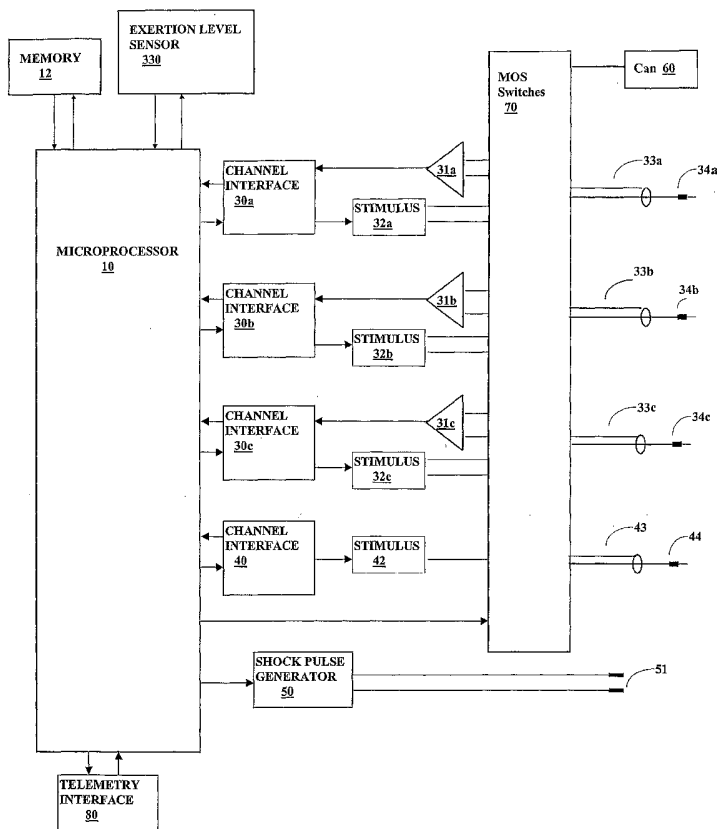 EXERTION LEVEL
SENSOR
330
MEMORY
12
MOS
Switches
70
Can 60
MICROPROCESSOR
10
CHANNEL
INTERFACE
30a
31a
STIMULUS
32a
33a
34a
CHANNEL
INTERFACE
30b
31b
STIMULUS
32b
33b
34b
CHANNEL
INTERFACE
30c
31c
STIMULUS
32c
33c
34c
CHANNEL
INTERFACE
40
STIMULUS
42
43
44
SHOCK PULSE
GENERATOR
50
51
TELEMETRY
INTERFACE
80